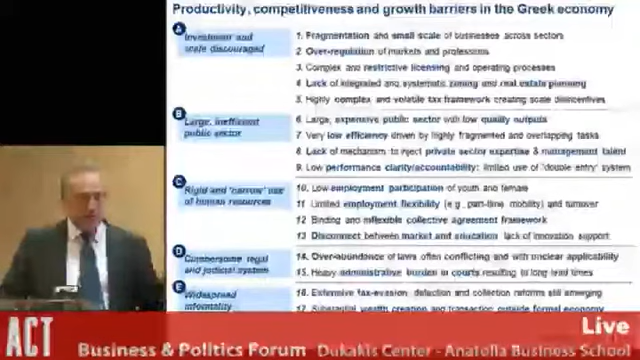 Productivity, competitiveness and growth barriers in the Greek economy
A
Investment and
scale discouraged
1. Fragmentation and small scale of businesses across sectors
2. Over-regulation of markets and professions
3. Complex and restrictive licensing and operating processes
4. Lack of integrated and systematic zoning and real estate planning
5. Highly complex and volatile tax framework creating scale disincentives
B
Large, inefficient
public sector
6. Large, expensive public sector with low quality outputs
7. Very low efficiency driven by highly fragmented and overlapping tasks
8. Lack of mechanism to inject private sector expertise & management talent
9. Low performance clarity/accountability: limited use of 'double entry' system
C
Rigid and 'narrow' use
of human resources
10. Low employment participation of youth and female
11 Limited employment flexibility (e.g., part-time, mobility) and turnover
12 Binding and inflexible collective agreement framework
13 Disconnect between market and education lack of innovation support
D
Cumbersome legal
and judicial system
14. Over-abundance of laws often conflicting and with unclear applicability
15. Heavy administrative burden in courts resulting to long lead times
E
Widespread
informality
16. Extensive tax-evasion, detection and collection reforms still emerging
17. Substantial wealth creation and transaction outside formal economy
Live
ACT
Business & Politics Forum Dukakis Center - Anatolia Business School